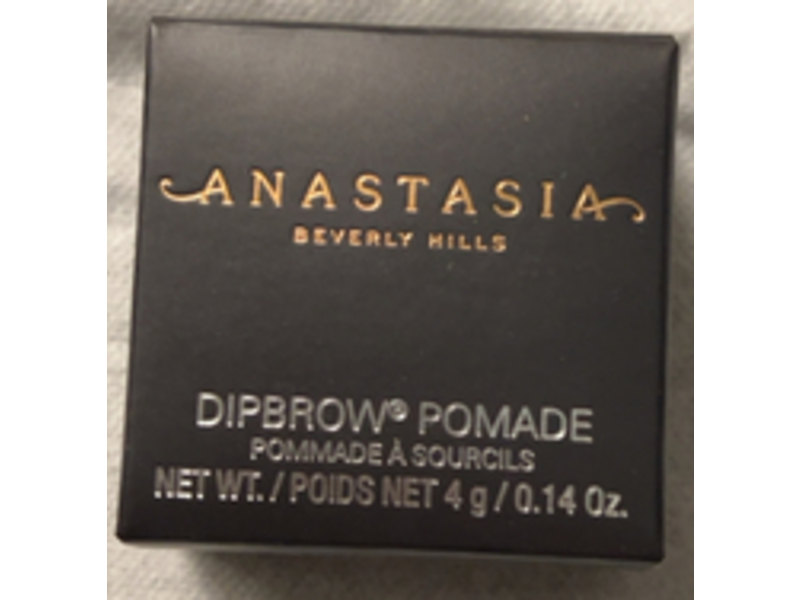 ANASTASIA
BEVERLY HILLS
DIPBROW® POMADE
POMMADE À SOURCILS
NET WT. / POIDS NET 4 g / 0.14 Oz.